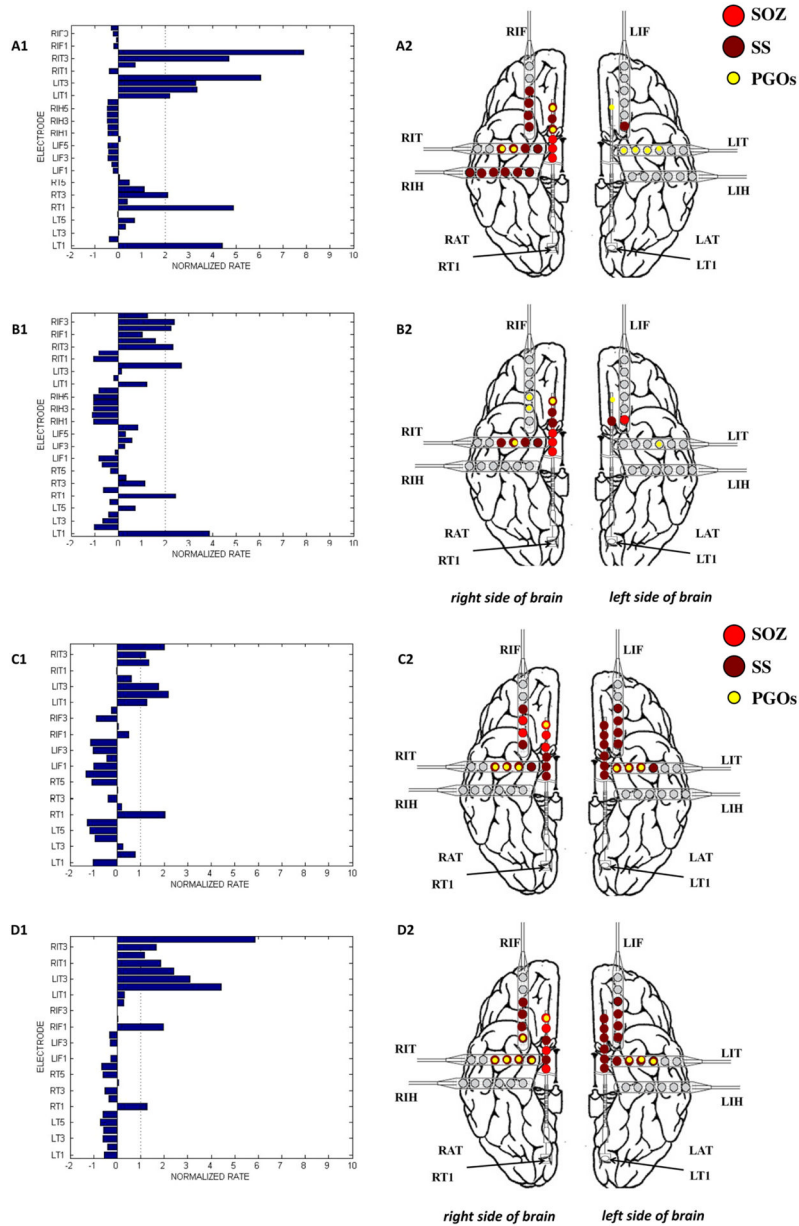 A1
ELECTRODE
RIF3
RIF1
RIT3
RIT1
LIT3
LIT1
RIH5
RIH3
RIH1
LIF5
LIF3
LIF1
RT5
RT3
RT1
LT5
LT3
LT1
-2 -1 0 1 2 3 4 5 6 7 8 9 10
NORMALIZED RATE
A2
RIF LIF
SOZ
SS
PGOs
RIT LIT
RIH LIH
RAT LAT
RT1 LT1
B1
ELECTRODE
RIF3
RIF1
RIT3
RIT1
LIT3
LIT1
RIH5
RIH3
RIH1
LIF5
LIF3
LIF1
RT5
RT3
RT1
LT5
LT3
LT1
-2 -1 0 1 2 3 4 5 6 7 8 9 10
NORMALIZED RATE
B2
RIF LIF
RIT LIT
RIH LIH
RAT LAT
RT1 LT1
right side of brain left side of brain
C1
ELECTRODE
RIT3
RIT1
LIT3
LIT1
RIF3
RIF1
LIF3
LIF1
RT5
RT3
RT1
LT5
LT3
LT1
-2 -1 0 1 2 3 4 5 6 7 8 9 10
NORMALIZED RATE
C2
RIF LIF
SOZ
SS
PGOs
RIT LIT
RIH LIH
RAT LAT
RT1 LT1
D1
ELECTRODE
RIT3
RIT1
LIT3
LIT1
RIF3
RIF1
LIF3
LIF1
RT5
RT3
RT1
LT5
LT3
LT1
-2 -1 0 1 2 3 4 5 6 7 8 9 10
NORMALIZED RATE
D2
RIF LIF
RIT LIT
RIH LIH
RAT LAT
RT1 LT1
right side of brain left side of brain